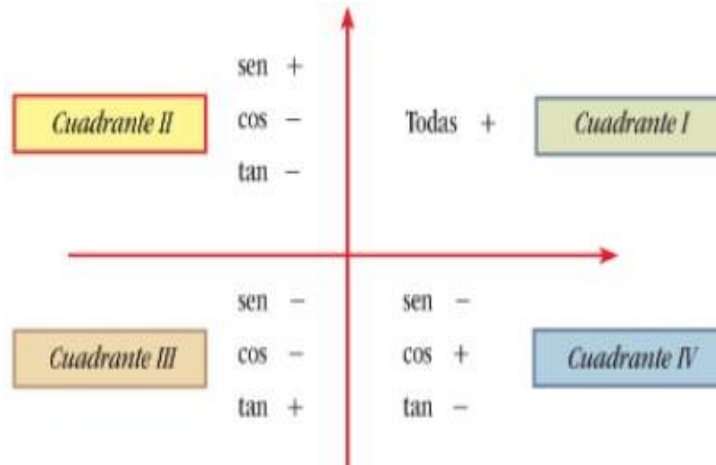 sen +
Cuadrante II
cos −
tan −
Todas +
Cuadrante I
sen −
Cuadrante III
cos −
tan +
sen −
cos +
Cuadrante IV
tan −